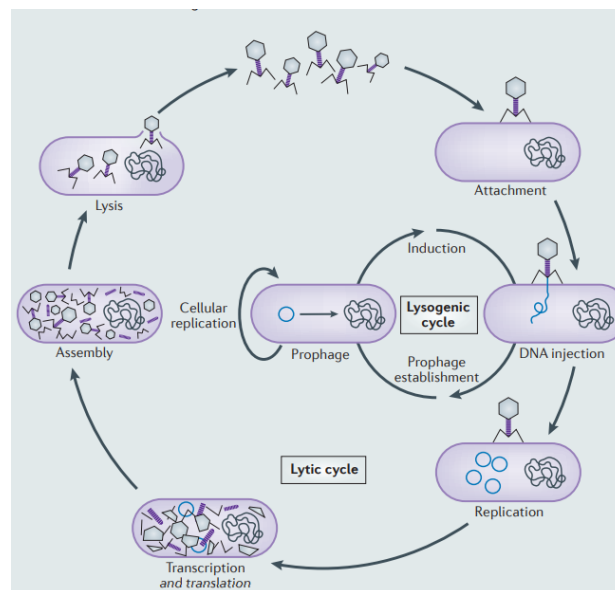 Attachment
Lysis
Induction
Cellular
replication
Lysogenic
cycle
Assembly
Prophage
DNA injection
Prophage
establishment
Lytic cycle
Replication
Transcription
and translation